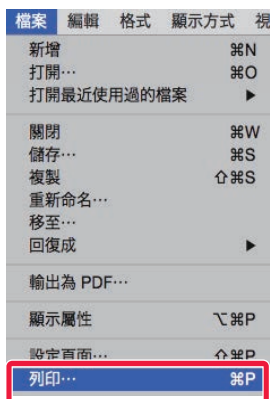 檔案 編輯 格式 顯示方式 視
新增 ⌘N
打開… ⌘O
打開最近使用過的檔案 ▶
關閉 ⌘W
儲存… ⌘S
複製 ⇧⌘S
重新命名…
移至…
回復成 ▶
輸出為 PDF…
顯示屬性 ⌥⌘P
設定頁面… ⇧⌘P
列印… ⌘P